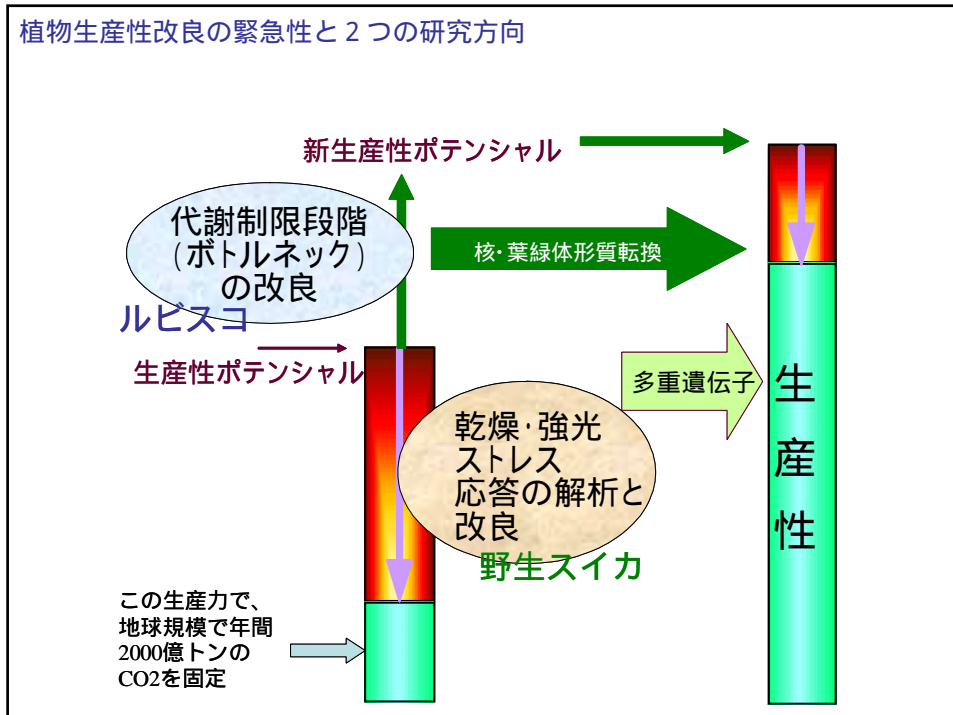 植物生産性改良の緊急性と2つの研究方向
新生産性ポテンシャル
代謝制限段階
(ボトルネック)
の改良
ルビスコ
核・葉緑体形質転換
生産性ポテンシャル
多重遺伝子
乾燥・強光
ストレス
応答の解析と
改良
野生スイカ
生産性
この生産力で、
地球規模で年間
2000億トンの
CO2を固定